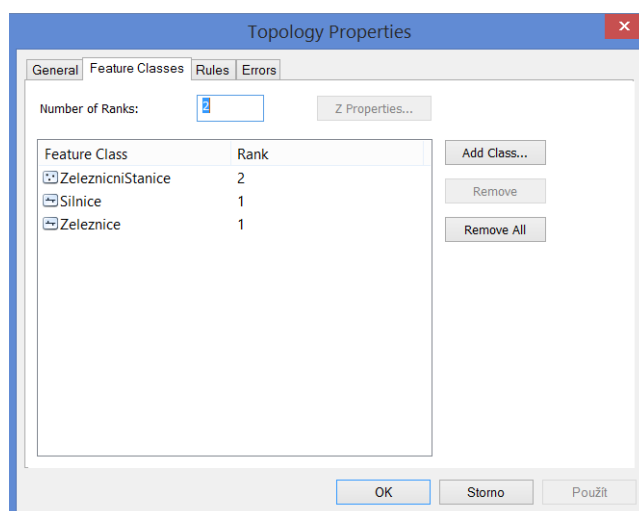 Topology Properties
×
General Feature Classes Rules Errors
Number of Ranks: 2 Z Properties...
Feature Class Rank Add Class...
ZeleznicniStanice 2
Silnice 1 Remove
Zeleznice 1 Remove All
OK Storno Použít